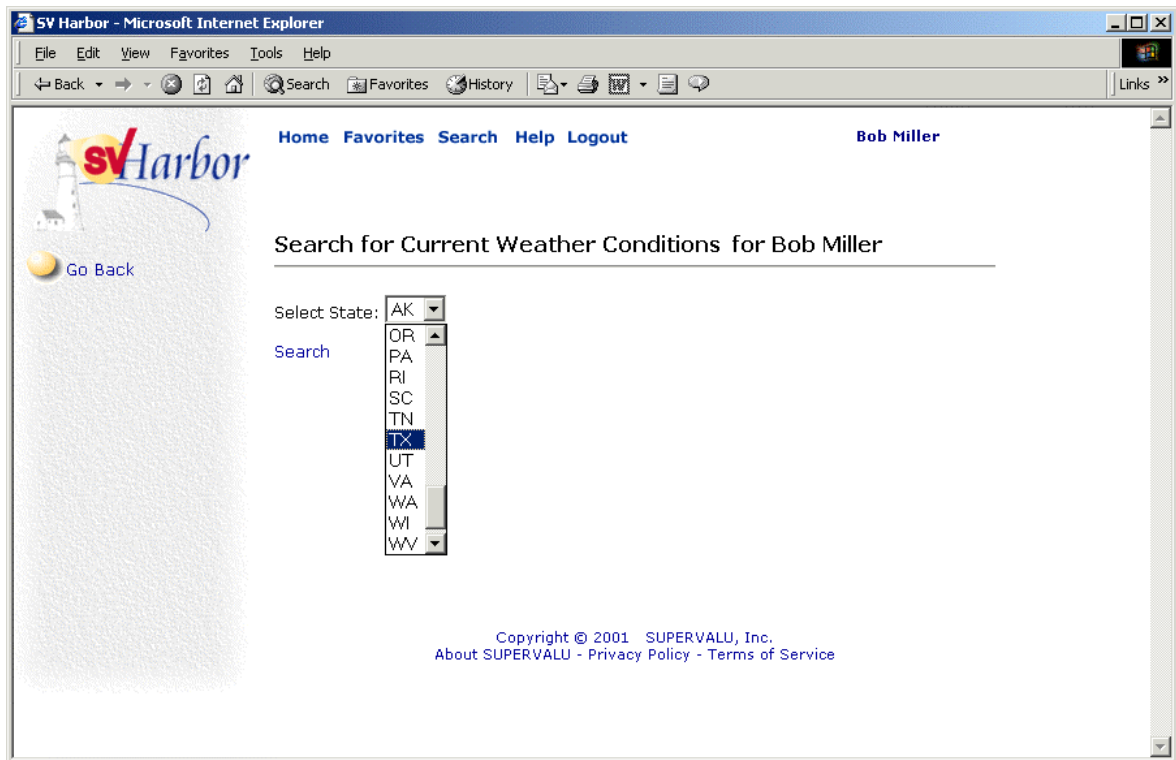 SV Harbor - Microsoft Internet Explorer
File Edit View Favorites Tools Help
Back Search Favorites History W Links »
SV Harbor
Home Favorites Search Help Logout Bob Miller
Search for Current Weather Conditions for Bob Miller
Go Back
Select State: AK
Search
OR
PA
RI
SC
TN
TX
UT
VA
WA
WI
WV
Copyright © 2001 SUPERVALU, Inc.
About SUPERVALU - Privacy Policy - Terms of Service